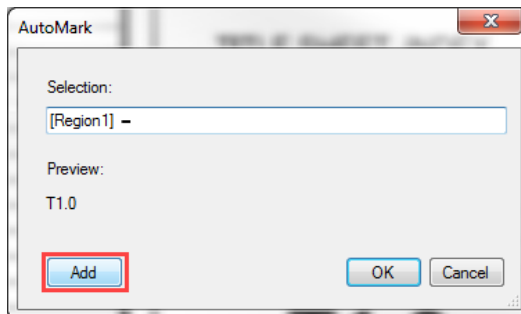 AutoMark
Selection:
[Region1] –
Preview:
T1.0
Add
OK
Cancel